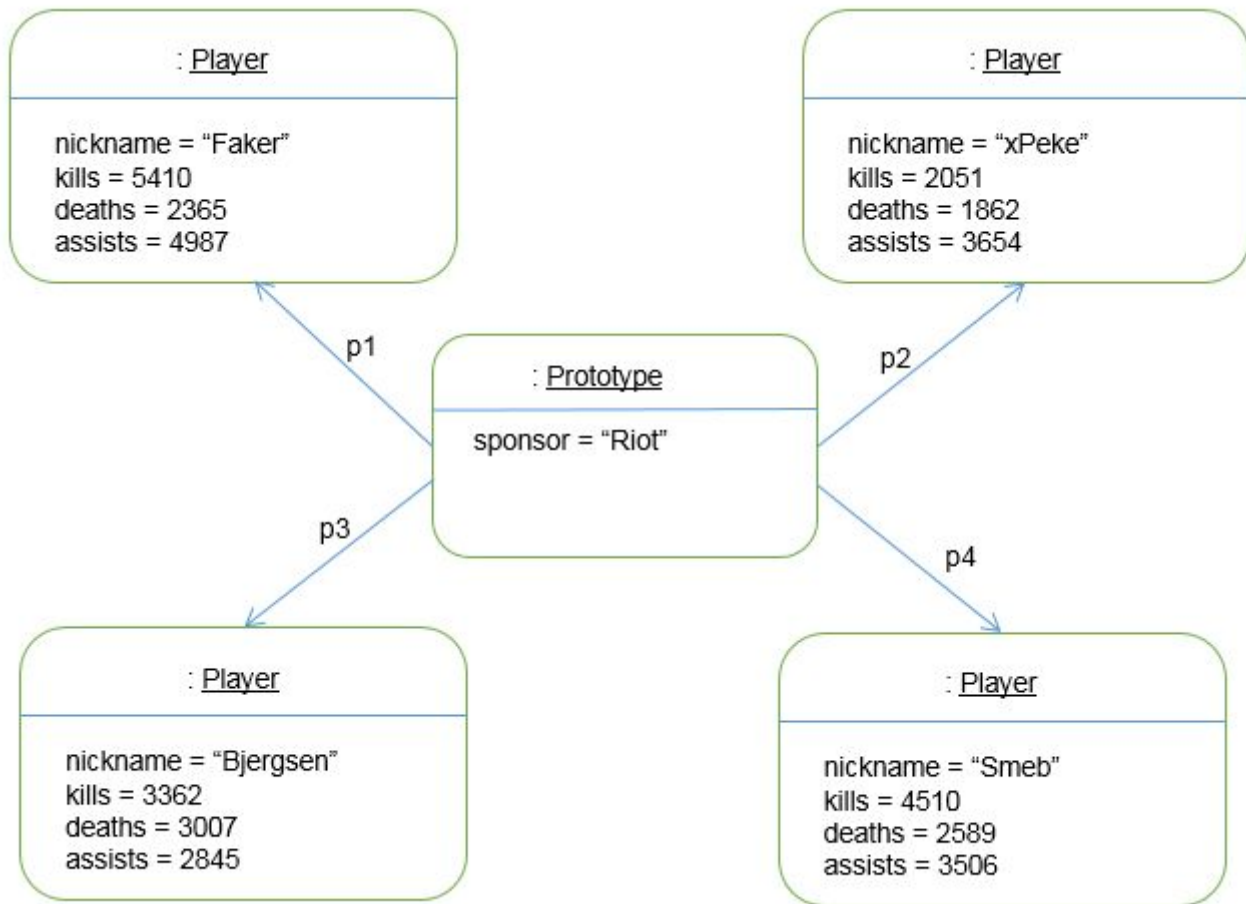 : Player
nickname = “Faker”
kills = 5410
deaths = 2365
assists = 4987
: Player
nickname = “xPeke”
kills = 2051
deaths = 1862
assists = 3654
p1
p2
: Prototype
sponsor = “Riot”
p3
p4
: Player
nickname = “Bjergsen”
kills = 3362
deaths = 3007
assists = 2845
: Player
nickname = “Smeb”
kills = 4510
deaths = 2589
assists = 3506